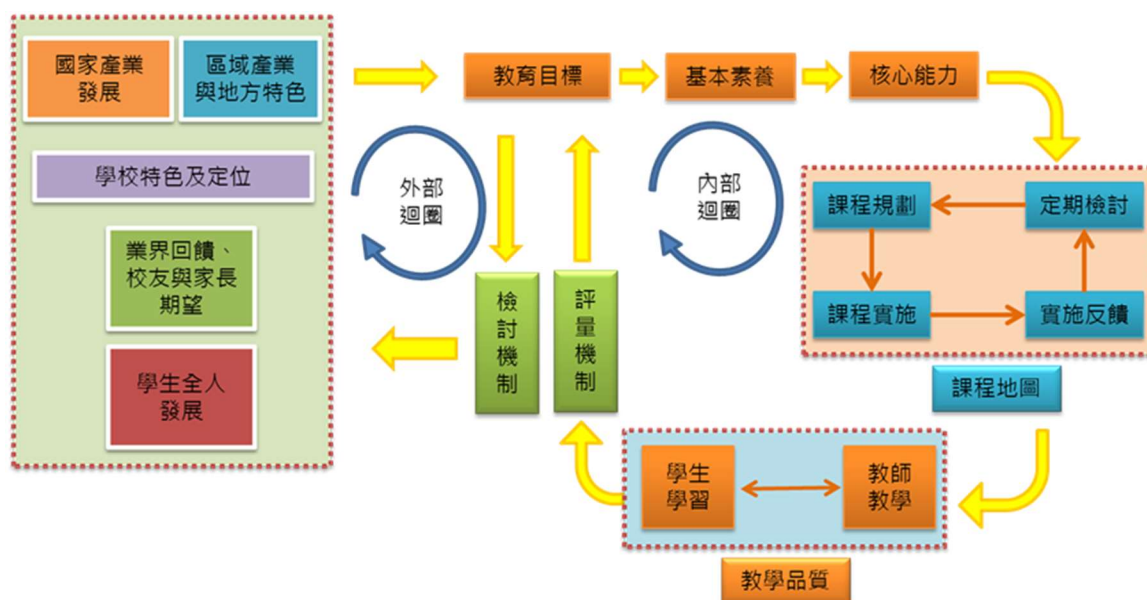 國家產業
發展
區域產業
與地方特色
學校特色及定位
業界回饋、
校友與家長
期望
學生全人
發展
教育目標
基本素養
核心能力
外部
迴圈
內部
迴圈
檢討機制
評量機制
課程規劃
定期檢討
課程實施
實施反饋
課程地圖
學生
學習
教師
教學
教學品質